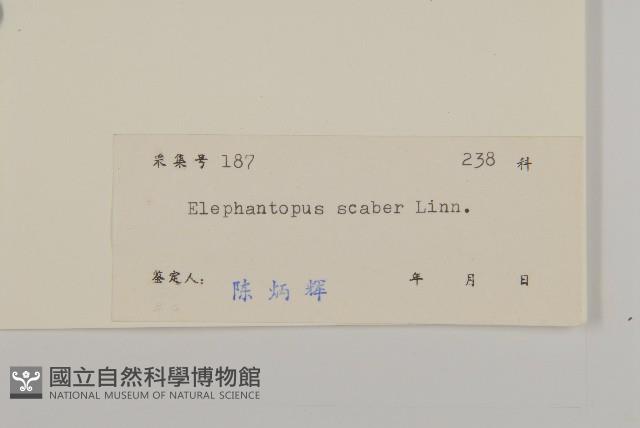 采集号 187 238 科
Elephantopus scaber Linn.
鉴定人: 陈炳辉 年 月 日
國立自然科學博物館
NATIONAL MUSEUM OF NATURAL SCIENCE